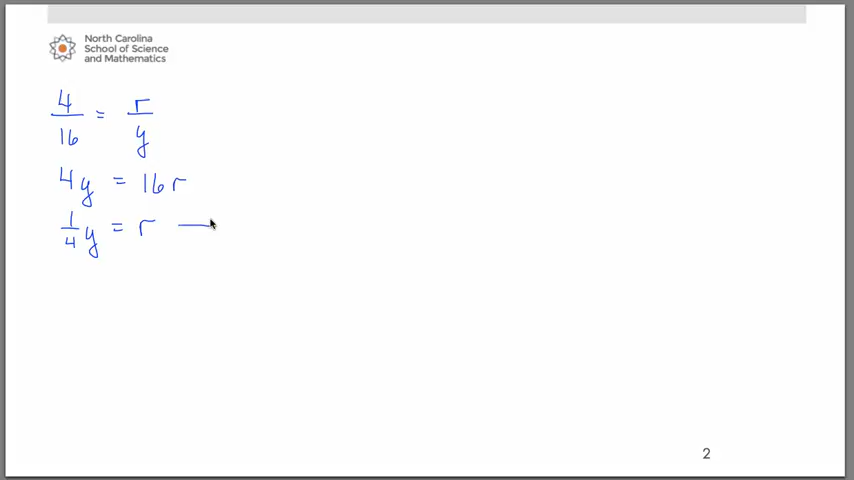 North Carolina
School of Science
and Mathematics
4/16 = r/y
4y = 16r
1/4 y = r —
2